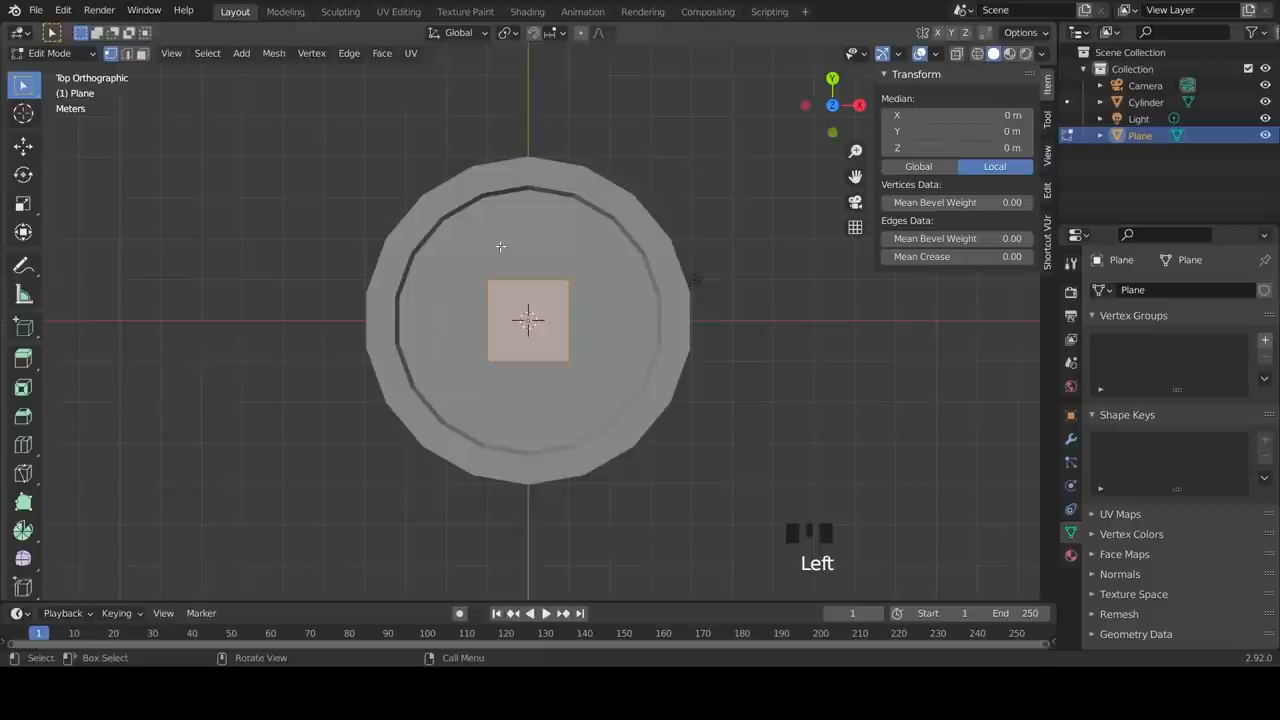 File Edit Render Window Help Layout Modeling Sculpting UV Editing Texture Paint Shading Animation Rendering Compositing Scripting + Scene View Layer
Global X Y Z Options
Edit Mode View Select Add Mesh Vertex Edge Face UV
Top Orthographic
(1) Plane
Meters
Y
Z X
Transform
Median:
X 0 m
Y 0 m
Z 0 m
Global Local
Vertices Data:
Mean Bevel Weight 0.00
Edges Data:
Mean Bevel Weight 0.00
Mean Crease 0.00
Item
Tool
View
Edit
Shortcut VUr
Scene Collection
Collection
Camera
Cylinder
Light
Plane
Plane Plane
Plane
Vertex Groups
Shape Keys
UV Maps
Vertex Colors
Face Maps
Normals
Texture Space
Remesh
Geometry Data
Left
Playback Keying View Marker 1 Start 1 End 250
1 10 20 30 40 50 60 70 80 90 100 110 120 130 140 150 160 170 180 190 200 210 220 230 240 250
Select Box Select Rotate View Call Menu 2.92.0